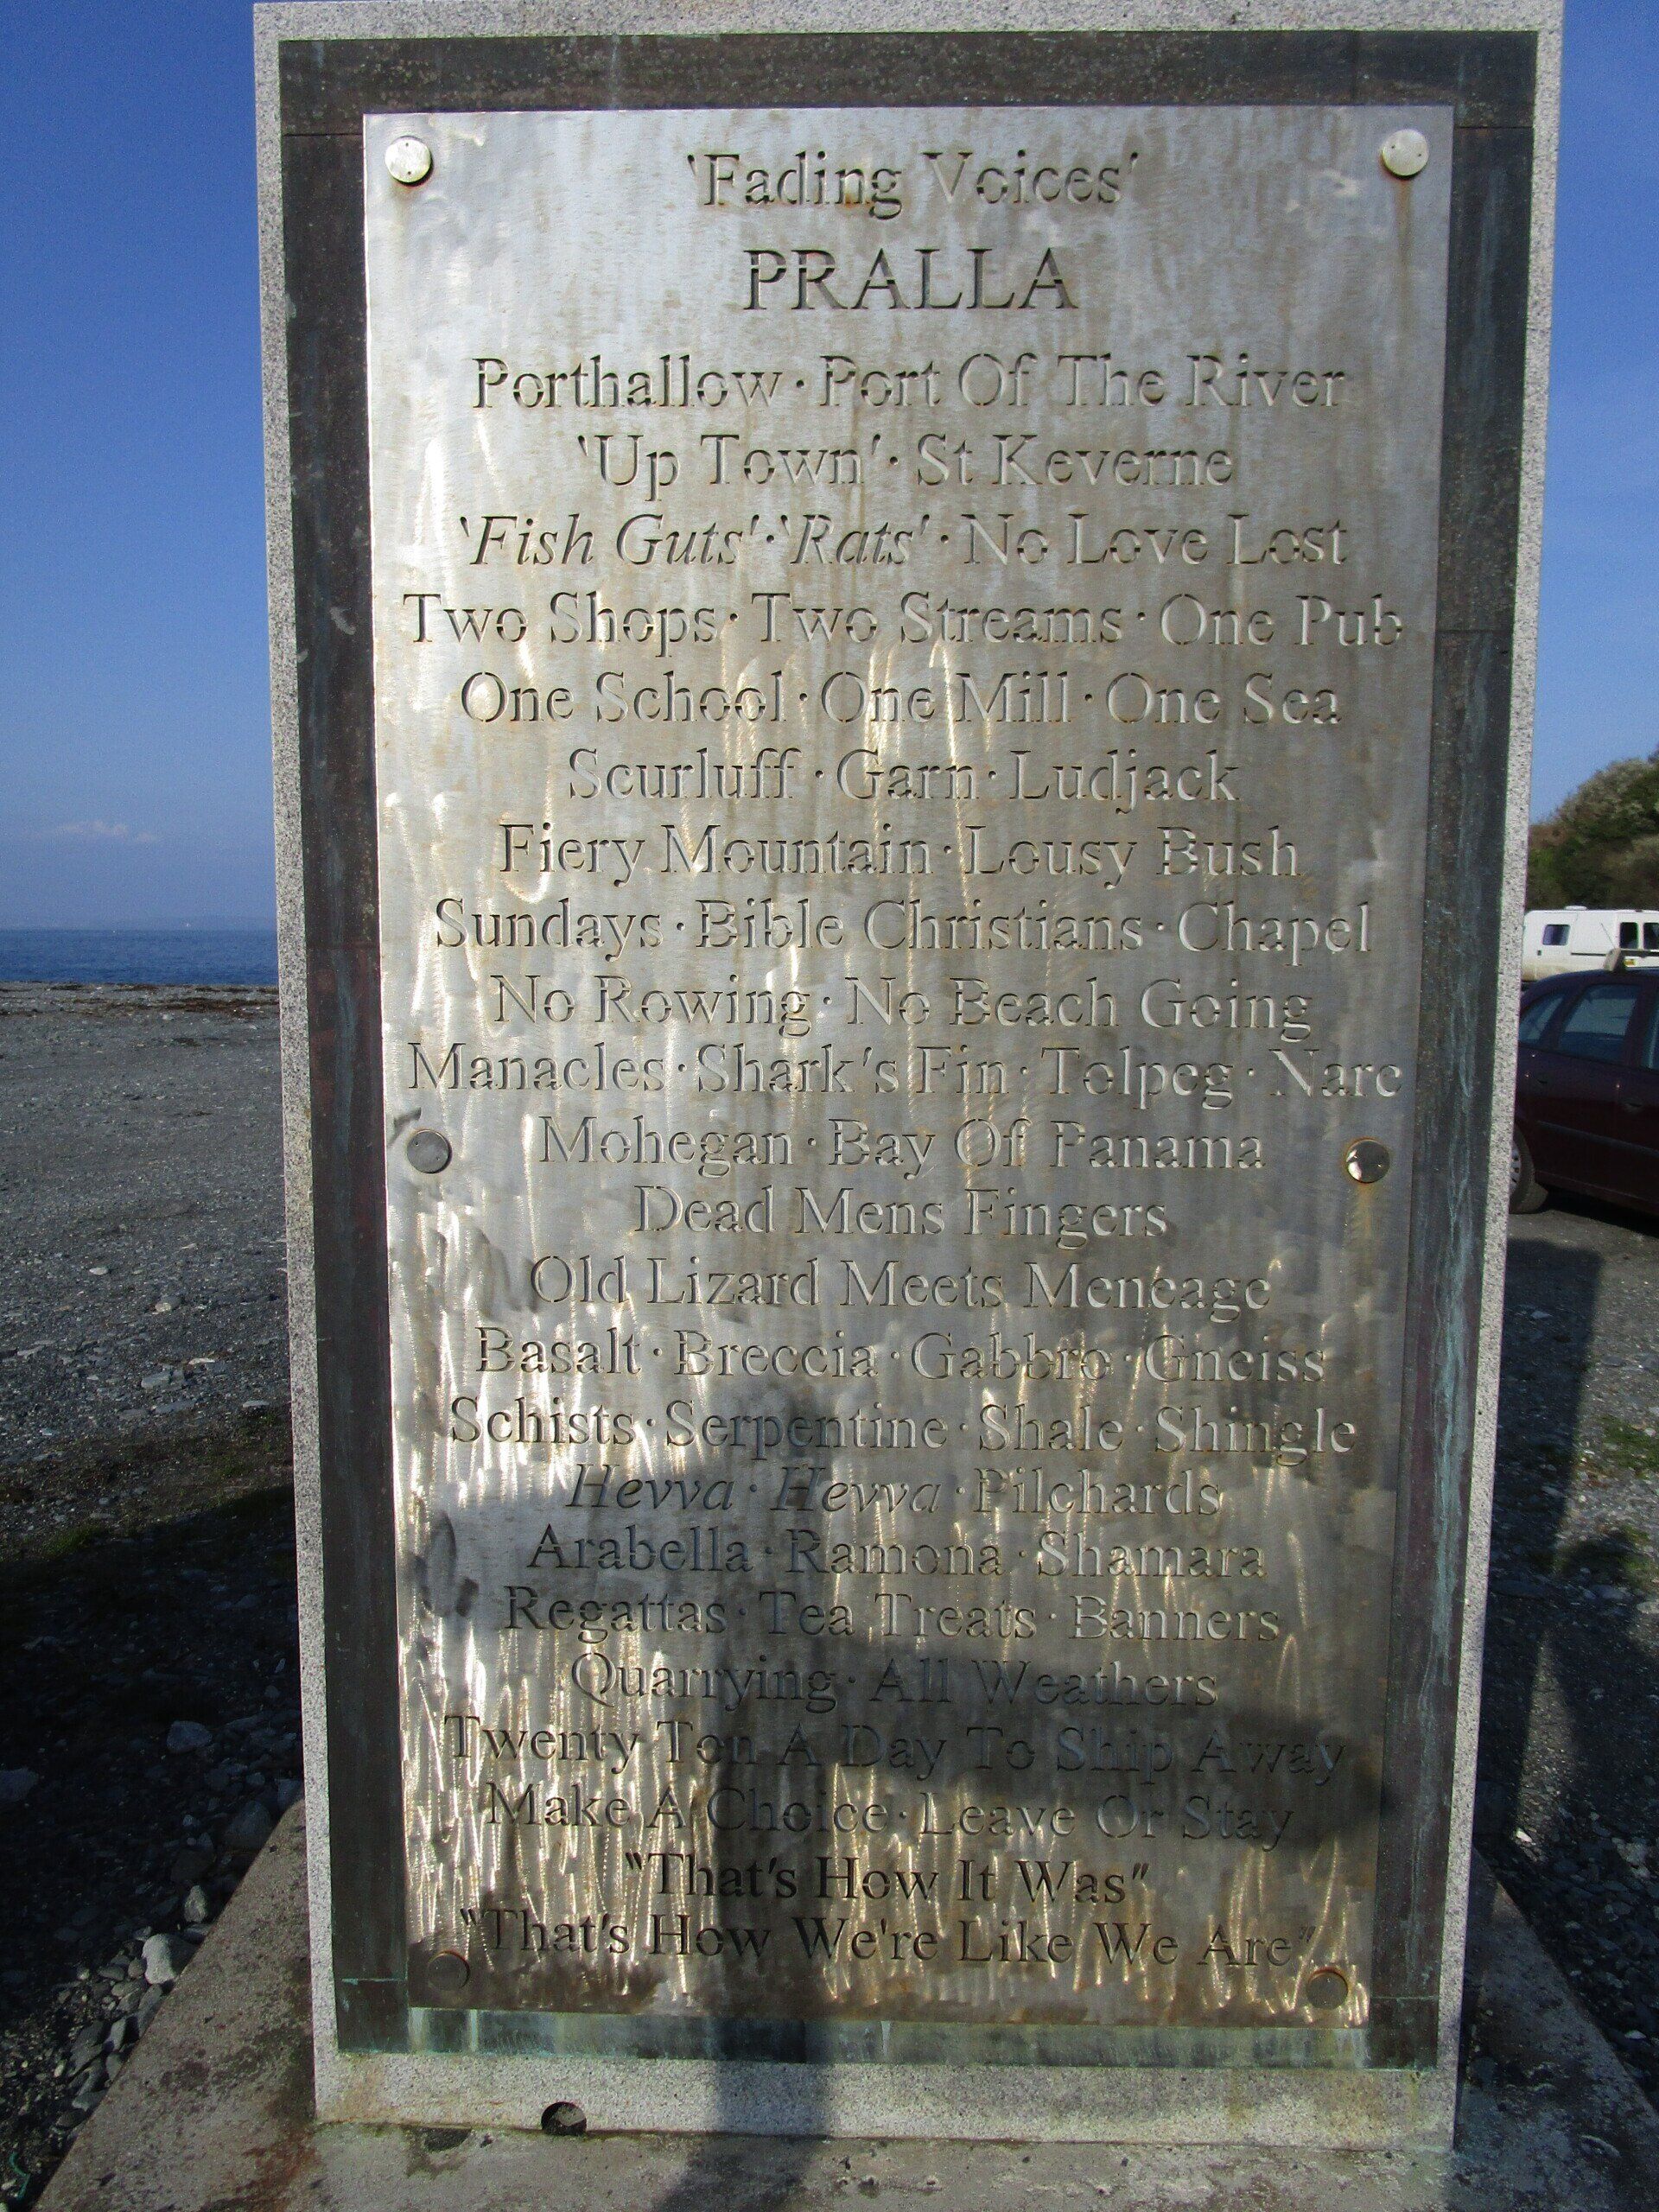 'Fading Voices'
PRALLA
Porthallow · Port Of The River
'Up Town' · St Keverne
'Fish Guts' · 'Rats' · No Love Lost
Two Shops · Two Streams · One Pub
One School · One Mill · One Sea
Scurluff · Garn · Ludjack
Fiery Mountain · Lousy Bush
Sundays · Bible Christians · Chapel
No Rowing · No Beach Going
Manacles · Shark's Fin · Tolpeg · Nare
Mohegan · Bay Of Panama
Dead Mens Fingers
Old Lizard Meets Meneage
Basalt · Breccia · Gabbro · Gneiss
Schists · Serpentine · Shale · Shingle
Hevva · Hevva · Pilchards
Arabella · Ramona · Shamara
Regattas · Tea Treats · Banners
Quarrying · All Weathers
Twenty Ton A Day To Ship Away
Make A Choice · Leave Or Stay
"That's How It Was"
"That's How We're Like We Are"